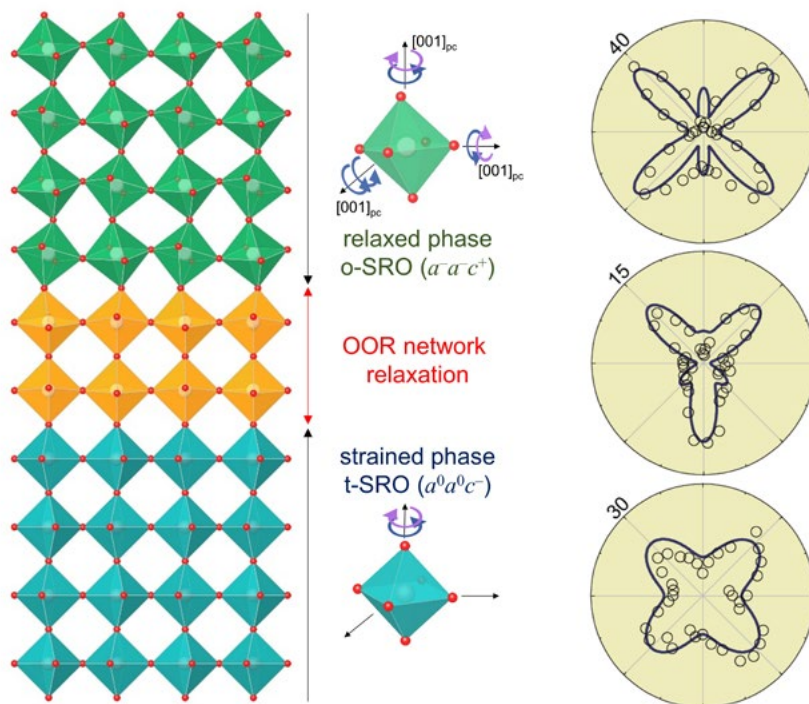 [001]pc
[001]pc
[001]pc
relaxed phase
o-SRO (a⁻a⁻c⁺)
OOR network
relaxation
strained phase
t-SRO (a⁰a⁰c⁻)
40
15
30